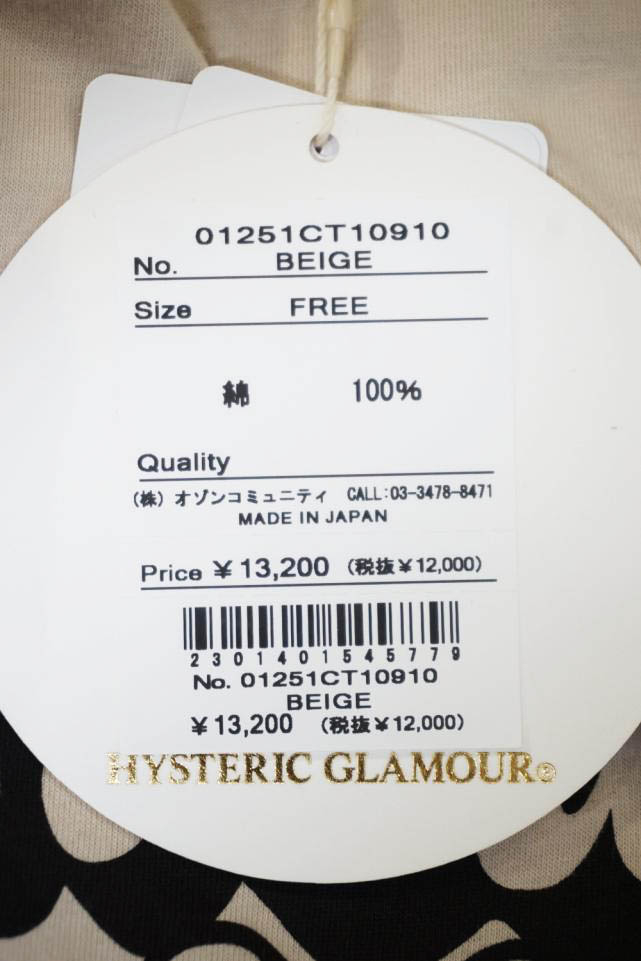 01251CT10910
No. BEIGE
Size FREE
綿 100%
Quality
(株) オゾンコミュニティ CALL:03-3478-8471
MADE IN JAPAN
Price ¥13,200 (税抜¥12,000)
2301401545779
No. 01251CT10910
BEIGE
¥13,200 (税抜¥12,000)
HYSTERIC GLAMOUR®